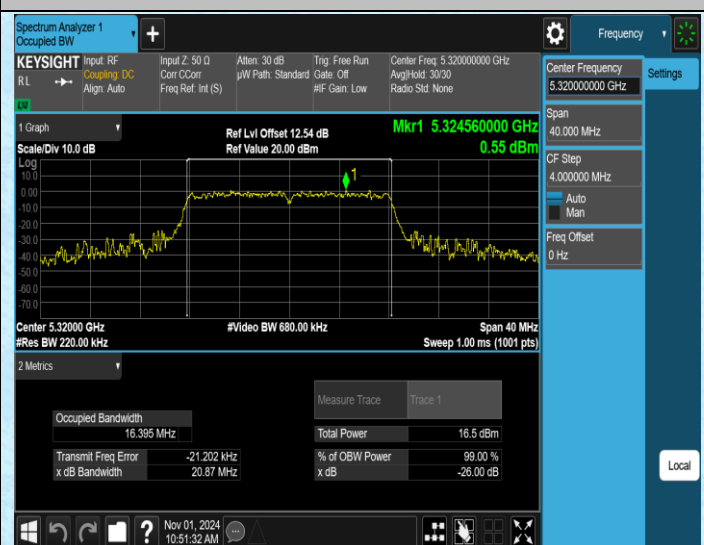 Spectrum Analyzer 1
Occupied BW
+
Frequency
KEYSIGHT
RL
Input: RF
Coupling: DC
Align: Auto
Input Z: 50 Ω
Corr CCorr
Freq Ref: Int (S)
Atten: 30 dB
µW Path: Standard
Trig: Free Run
Gate: Off
#IF Gain: Low
Center Freq: 5.320000000 GHz
Avg|Hold: 30/30
Radio Std: None
LXI
1 Graph
Scale/Div 10.0 dB
Ref Lvl Offset 12.54 dB
Ref Value 20.00 dBm
Mkr1 5.324560000 GHz
0.55 dBm
Log
10.0
0.00
-10.0
-20.0
-30.0
-40.0
-50.0
-60.0
-70.0
1
Center 5.32000 GHz
#Res BW 220.00 kHz
#Video BW 680.00 kHz
Span 40 MHz
Sweep 1.00 ms (1001 pts)
2 Metrics
Measure Trace
Trace 1
Occupied Bandwidth
16.395 MHz
Total Power
16.5 dBm
Transmit Freq Error
-21.202 kHz
% of OBW Power
99.00 %
x dB Bandwidth
20.87 MHz
x dB
-26.00 dB
Center Frequency
5.320000000 GHz
Settings
Span
40.000 MHz
CF Step
4.000000 MHz
Auto
Man
Freq Offset
0 Hz
Local
?
Nov 01, 2024
10:51:32 AM